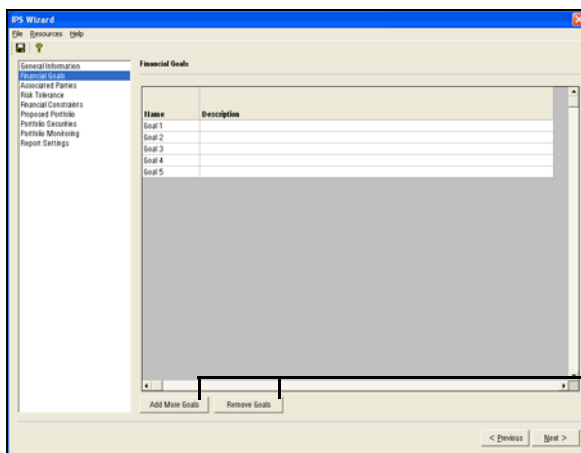 IPS Wizard
File Resources Help
General Information
Financial Goals
Associated Parties
Risk Tolerance
Financial Constraints
Proposed Portfolio
Portfolio Securities
Portfolio Monitoring
Report Settings
Financial Goals
Name Description
Goal 1
Goal 2
Goal 3
Goal 4
Goal 5
Add More Goals Remove Goals
< Previous Next >